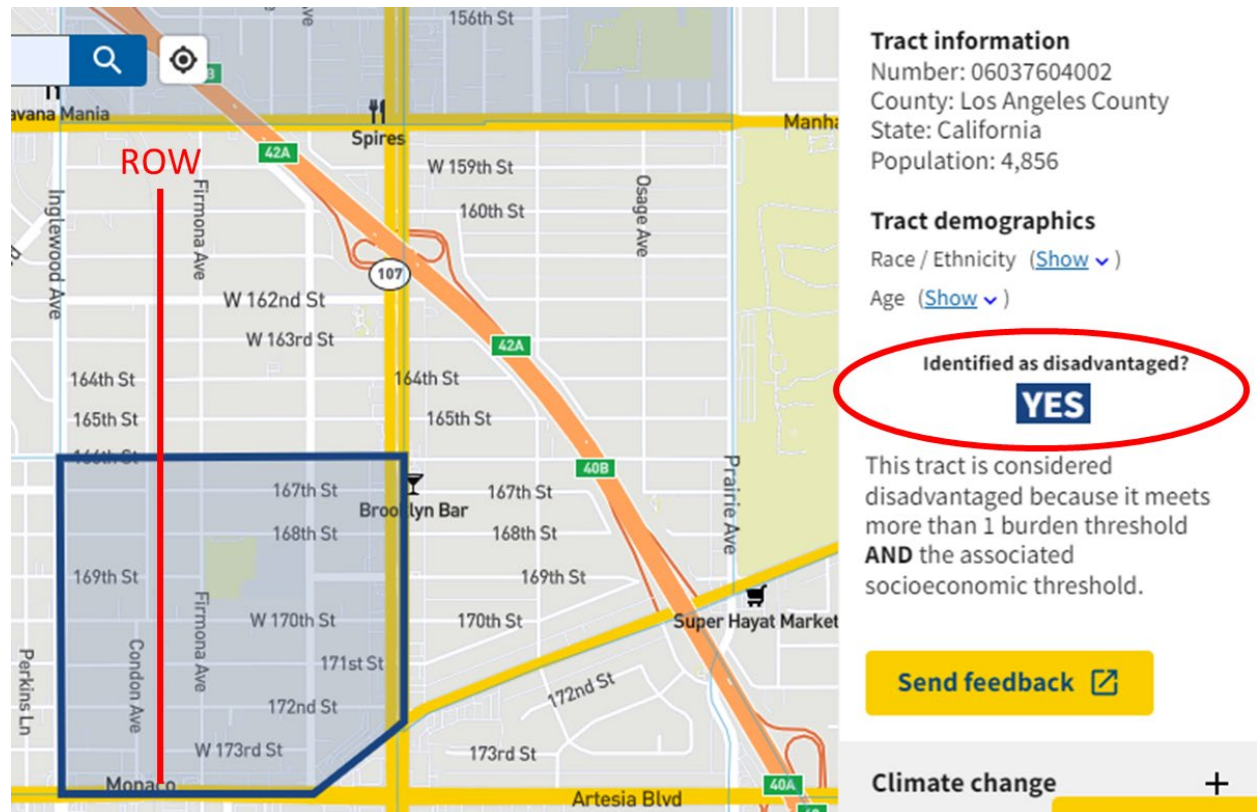 156th St
avana Mania
Spires
Manha
42A
ROW
W 159th St
Firmona Ave
Osage Ave
160th St
Inglewood Ave
107
W 162nd St
W 163rd St
42A
164th St
164th St
165th St
165th St
166th St
40B
Prairie Ave
167th St
167th St
Brooklyn Bar
168th St
168th St
169th St
169th St
Firmona Ave
W 170th St
170th St
Super Hayat Market
Condon Ave
Perkins Ln
171st St
172nd St
172nd St
W 173rd St
173rd St
Monaco
40A
Artesia Blvd
Tract information
Number: 06037604002
County: Los Angeles County
State: California
Population: 4,856
Tract demographics
Race / Ethnicity (Show)
Age (Show)
Identified as disadvantaged?
YES
This tract is considered
disadvantaged because it meets
more than 1 burden threshold
AND the associated
socioeconomic threshold.
Send feedback
Climate change +